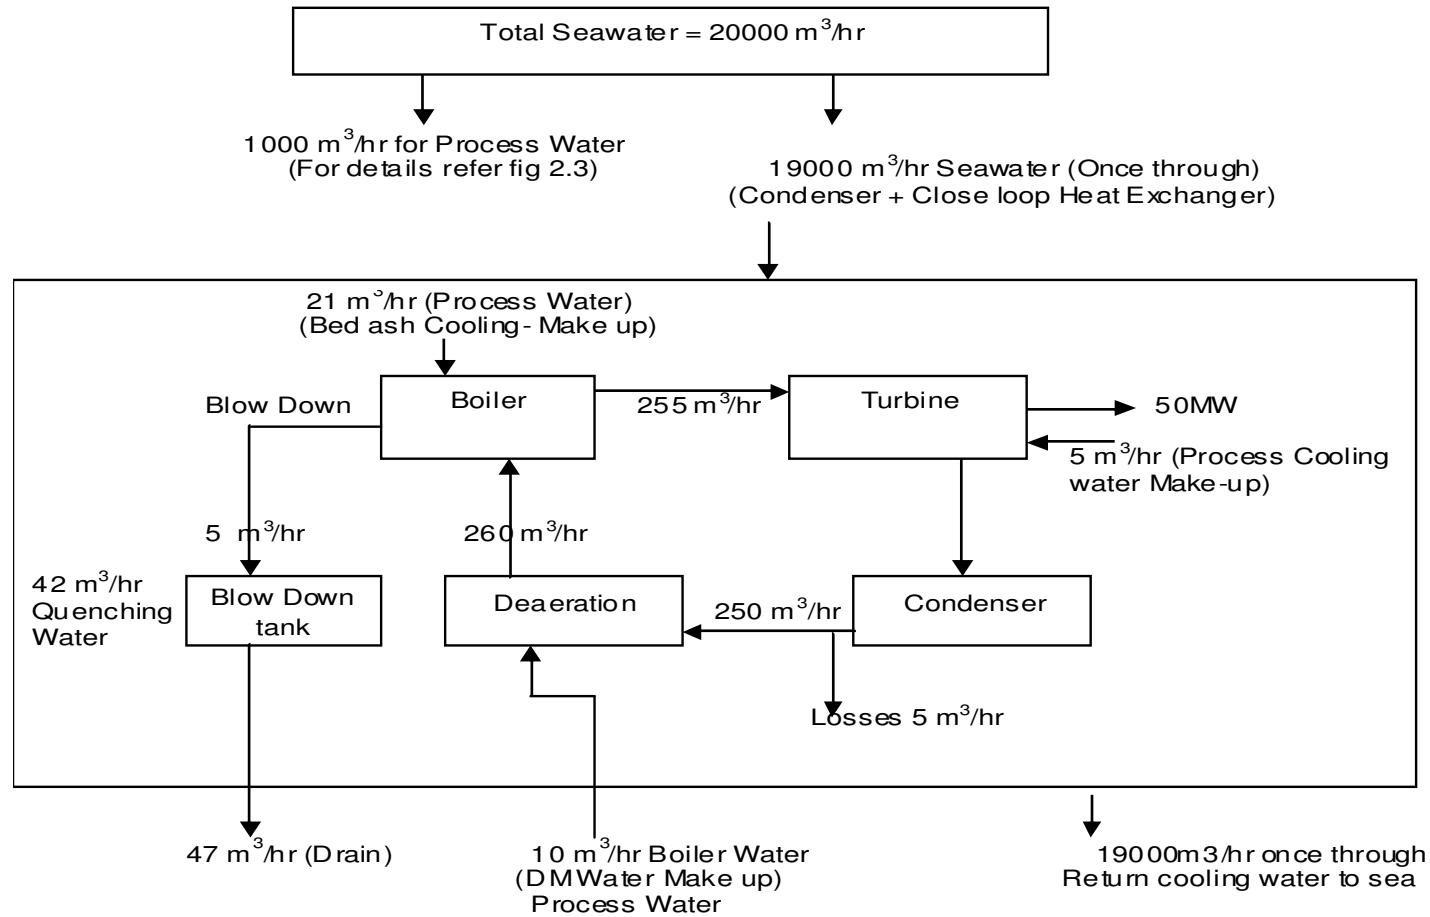 Total Seawater = 20000 m³/hr
1000 m³/hr for Process Water
(For details refer fig 2.3)
19000 m³/hr Seawater (Once through)
(Condenser + Close loop Heat Exchanger)
21 m³/hr (Process Water)
(Bed ash Cooling- Make up)
Blow Down
Boiler
255 m³/hr
Turbine
50MW
5 m³/hr (Process Cooling
water Make-up)
5 m³/hr
260 m³/hr
42 m³/hr
Quenching
Water
Blow Down
tank
Deaeration
250 m³/hr
Condenser
Losses 5 m³/hr
47 m³/hr (Drain)
10 m³/hr Boiler Water
(DMWater Make up)
Process Water
19000m3/hr once through
Return cooling water to sea